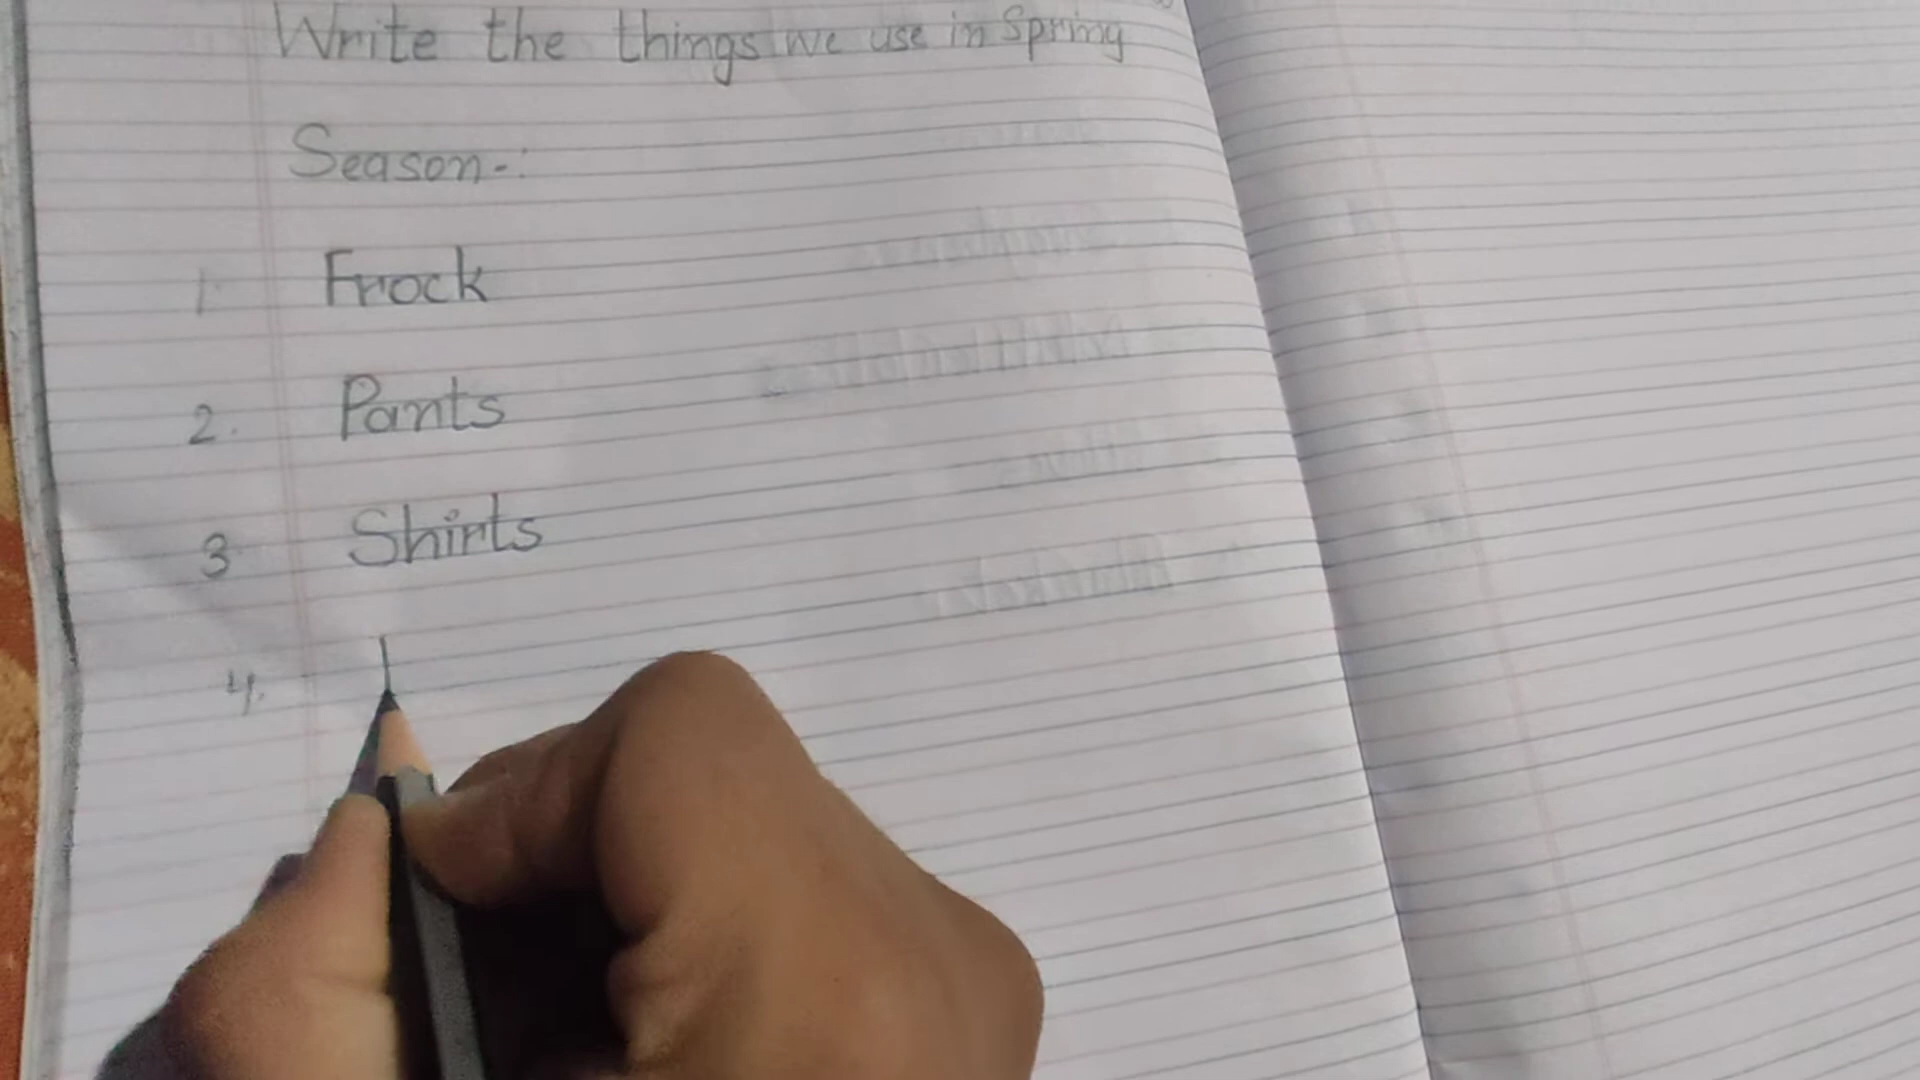 Write the things we use in Spring
Season-:
1. Frock
2. Pants
3 Shirts
4.